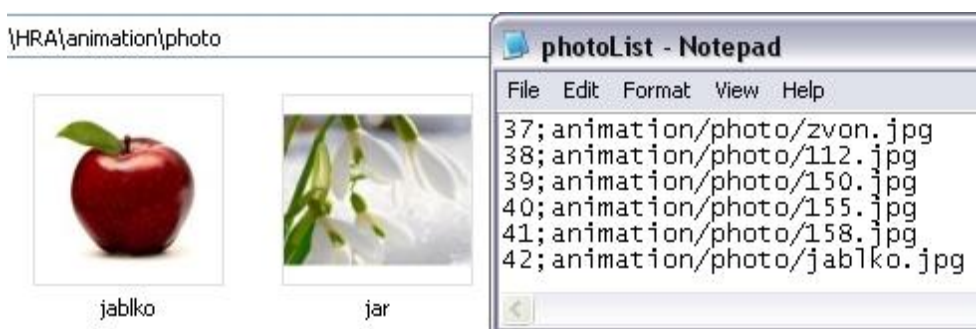 \HRA\animation\photo
jablko
jar
photoList - Notepad
File Edit Format View Help
37;animation/photo/zvon.jpg
38;animation/photo/112.jpg
39;animation/photo/150.jpg
40;animation/photo/155.jpg
41;animation/photo/158.jpg
42;animation/photo/jablko.jpg